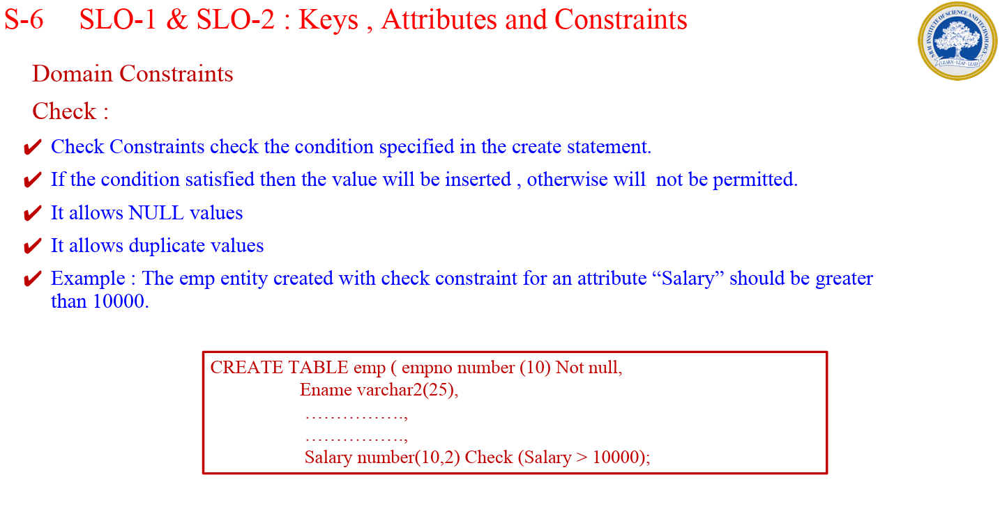 S-6 SLO-1 & SLO-2 : Keys , Attributes and Constraints
SRM INSTITUTE OF SCIENCE AND TECHNOLOGY
LEARN - LEAP - LEAD
Domain Constraints
Check :
✔ Check Constraints check the condition specified in the create statement.
✔ If the condition satisfied then the value will be inserted , otherwise will  not be permitted.
✔ It allows NULL values
✔ It allows duplicate values
✔ Example : The emp entity created with check constraint for an attribute “Salary” should be greater
than 10000.
CREATE TABLE emp ( empno number (10) Not null,
Ename varchar2(25),
…………….,
…………….,
Salary number(10,2) Check (Salary > 10000);